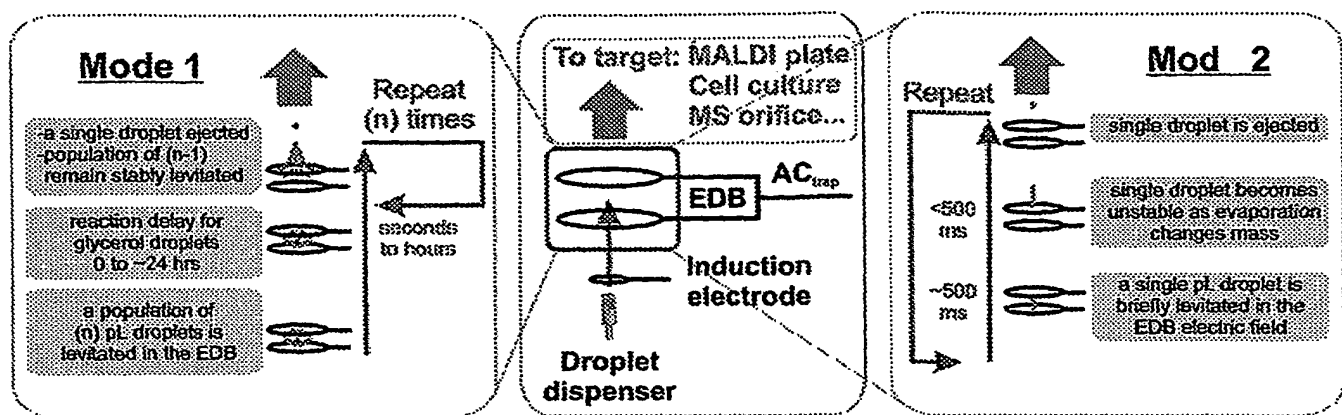 Mode 1
Repeat
(n) times
-a single droplet ejected
-population of (n-1)
remain stably levitated
reaction delay for
glycerol droplets
0 to ~24 hrs
seconds
to hours
a population of
(n) pL droplets is
levitated in the EDB
To target: MALDI plate
Cell culture
MS orifice...
EDB
ACtrap
Induction
electrode
Droplet
dispenser
Mod 2
Repeat
single droplet is ejected
<500
ms
single droplet becomes
unstable as evaporation
changes mass
~500
ms
a single pL droplet is
briefly levitated in the
EDB electric field